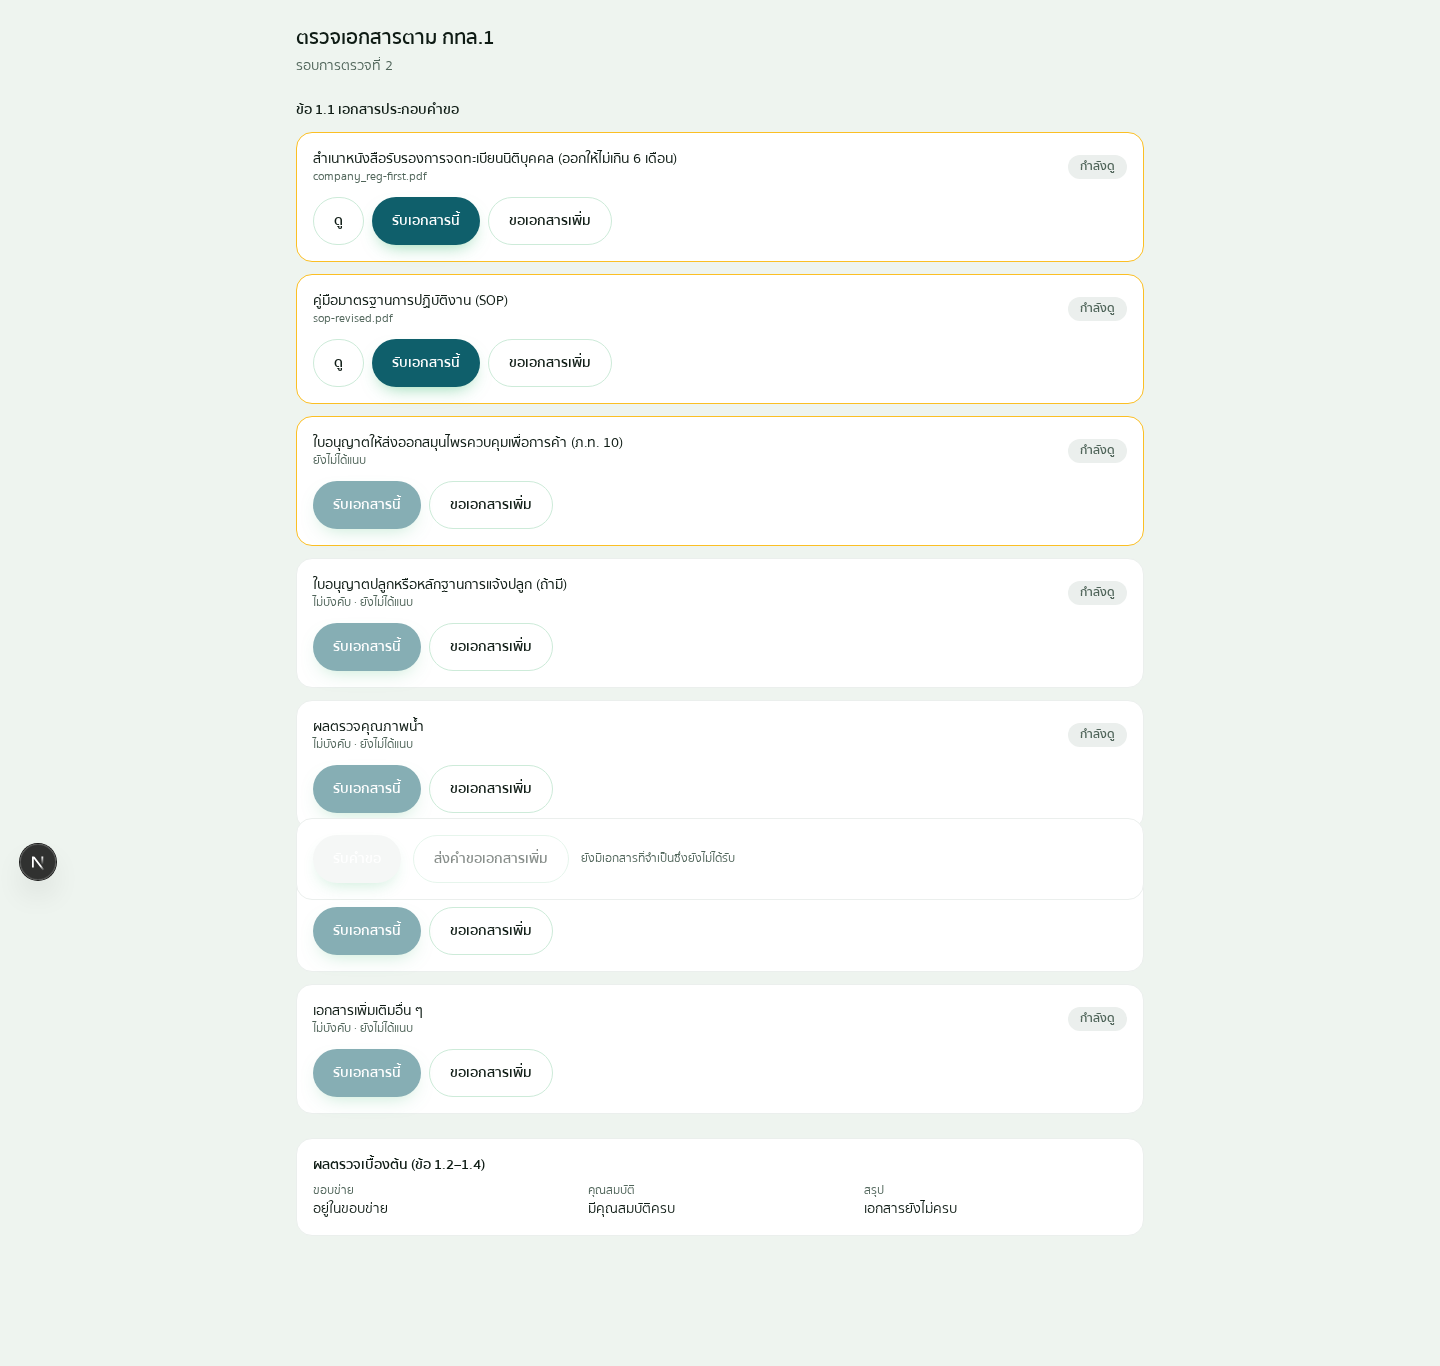 ตรวจเอกสารตาม กทล.1
รอบการตรวจที่ 2
ข้อ 1.1 เอกสารประกอบคำขอ
สำเนาหนังสือรับรองการจดทะเบียนนิติบุคคล (ออกให้ไม่เกิน 6 เดือน)
กำลังดู
company_reg-first.pdf
ดู รับเอกสารนี้ ขอเอกสารเพิ่ม
คู่มือมาตรฐานการปฏิบัติงาน (SOP)
กำลังดู
sop-revised.pdf
ดู รับเอกสารนี้ ขอเอกสารเพิ่ม
ใบอนุญาตให้ส่งออกสมุนไพรควบคุมเพื่อการค้า (ภ.ท. 10)
กำลังดู
ยังไม่ได้แนบ
รับเอกสารนี้ ขอเอกสารเพิ่ม
ใบอนุญาตปลูกหรือหลักฐานการแจ้งปลูก (ถ้ามี)
กำลังดู
ไม่บังคับ · ยังไม่ได้แนบ
รับเอกสารนี้ ขอเอกสารเพิ่ม
ผลตรวจคุณภาพน้ำ
กำลังดู
ไม่บังคับ · ยังไม่ได้แนบ
รับเอกสารนี้ ขอเอกสารเพิ่ม
รับคำขอ ส่งคำขอเอกสารเพิ่ม ยังมีเอกสารที่จำเป็นซึ่งยังไม่ได้รับ
รับเอกสารนี้ ขอเอกสารเพิ่ม
เอกสารเพิ่มเติมอื่น ๆ
กำลังดู
ไม่บังคับ · ยังไม่ได้แนบ
รับเอกสารนี้ ขอเอกสารเพิ่ม
ผลตรวจเบื้องต้น (ข้อ 1.2–1.4)
ขอบข่าย คุณสมบัติ สรุป
อยู่ในขอบข่าย มีคุณสมบัติครบ เอกสารยังไม่ครบ
N